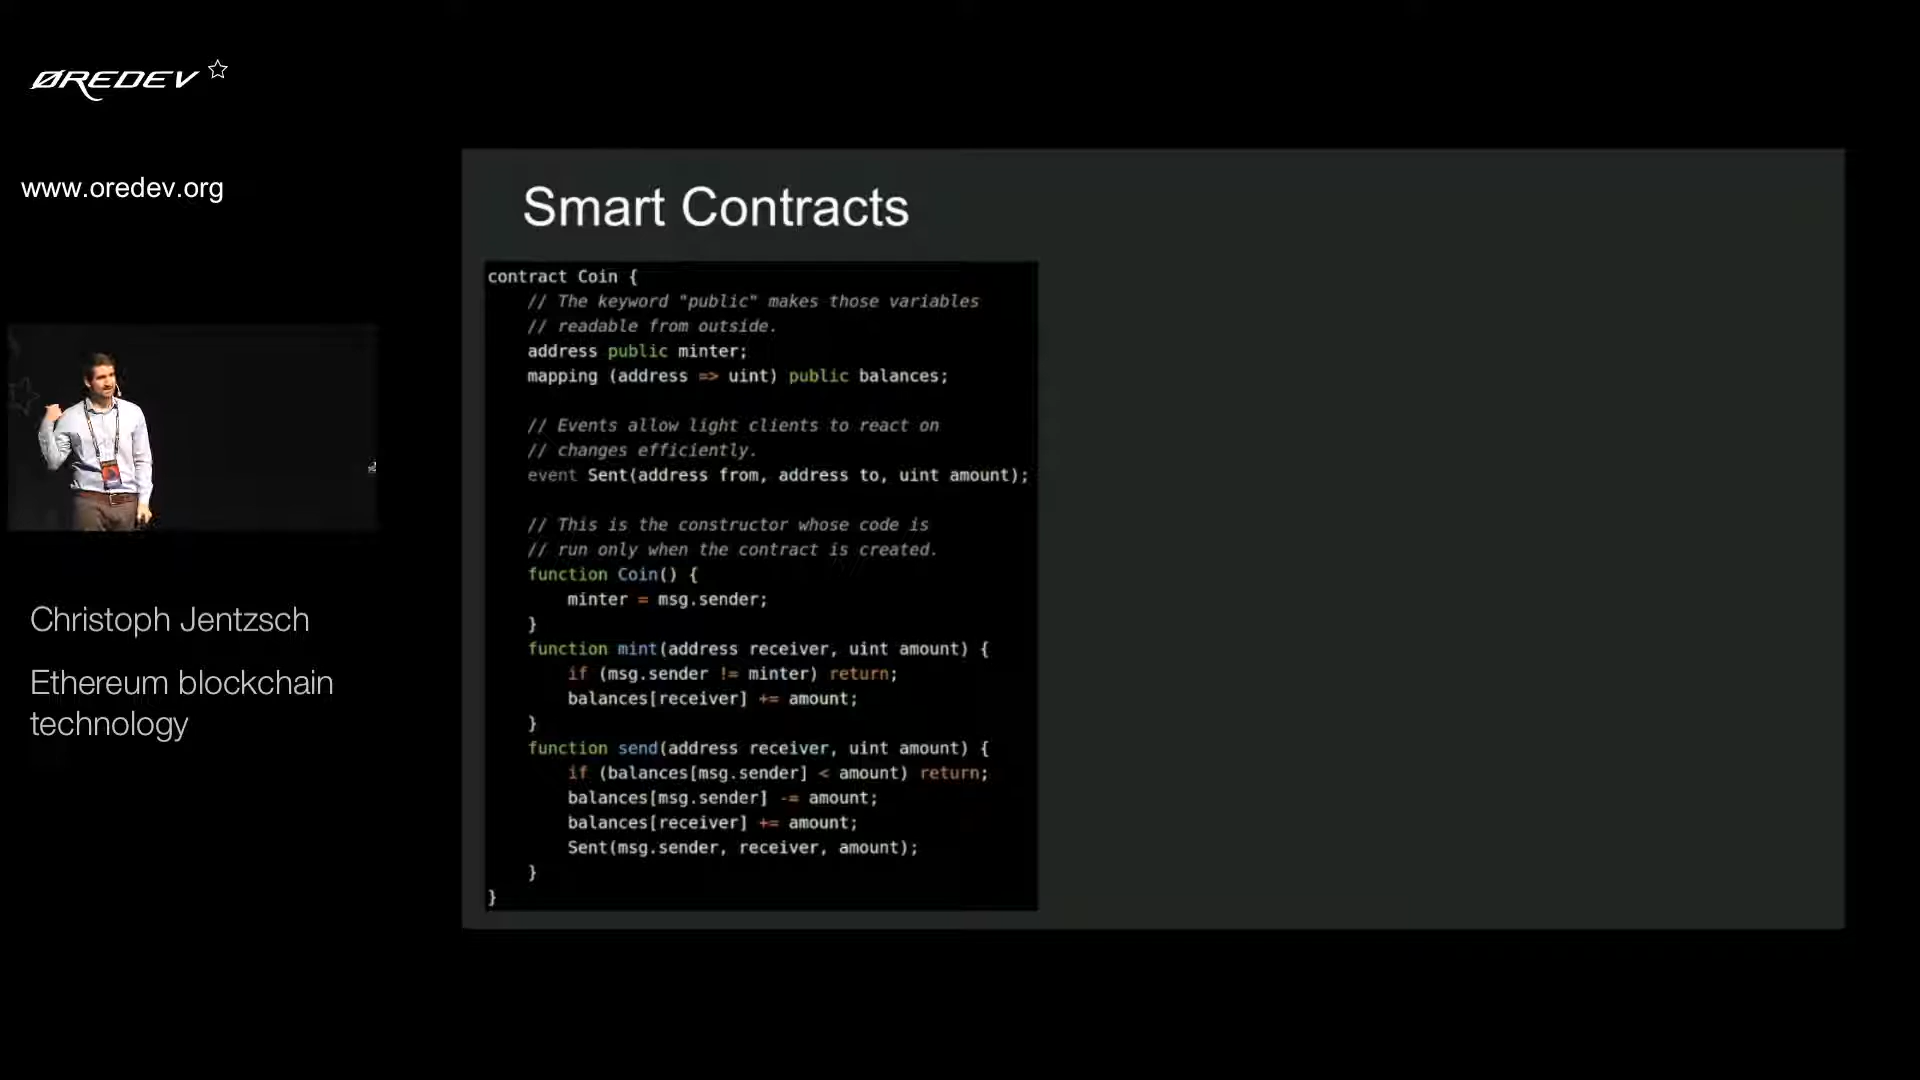 ØREDEV
www.oredev.org
Smart Contracts
contract Coin {
// The keyword "public" makes those variables
// readable from outside.
address public minter;
mapping (address => uint) public balances;
// Events allow light clients to react on
// changes efficiently.
event Sent(address from, address to, uint amount);
// This is the constructor whose code is
// run only when the contract is created.
function Coin() {
minter = msg.sender;
}
function mint(address receiver, uint amount) {
if (msg.sender != minter) return;
balances[receiver] += amount;
}
function send(address receiver, uint amount) {
if (balances[msg.sender] < amount) return;
balances[msg.sender] -= amount;
balances[receiver] += amount;
Sent(msg.sender, receiver, amount);
}
}
Christoph Jentzsch
Ethereum blockchain
technology